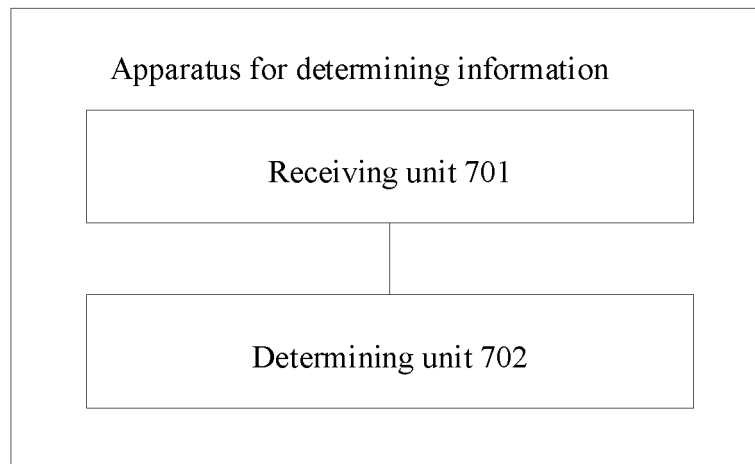 Apparatus for determining information
Receiving unit 701
Determining unit 702